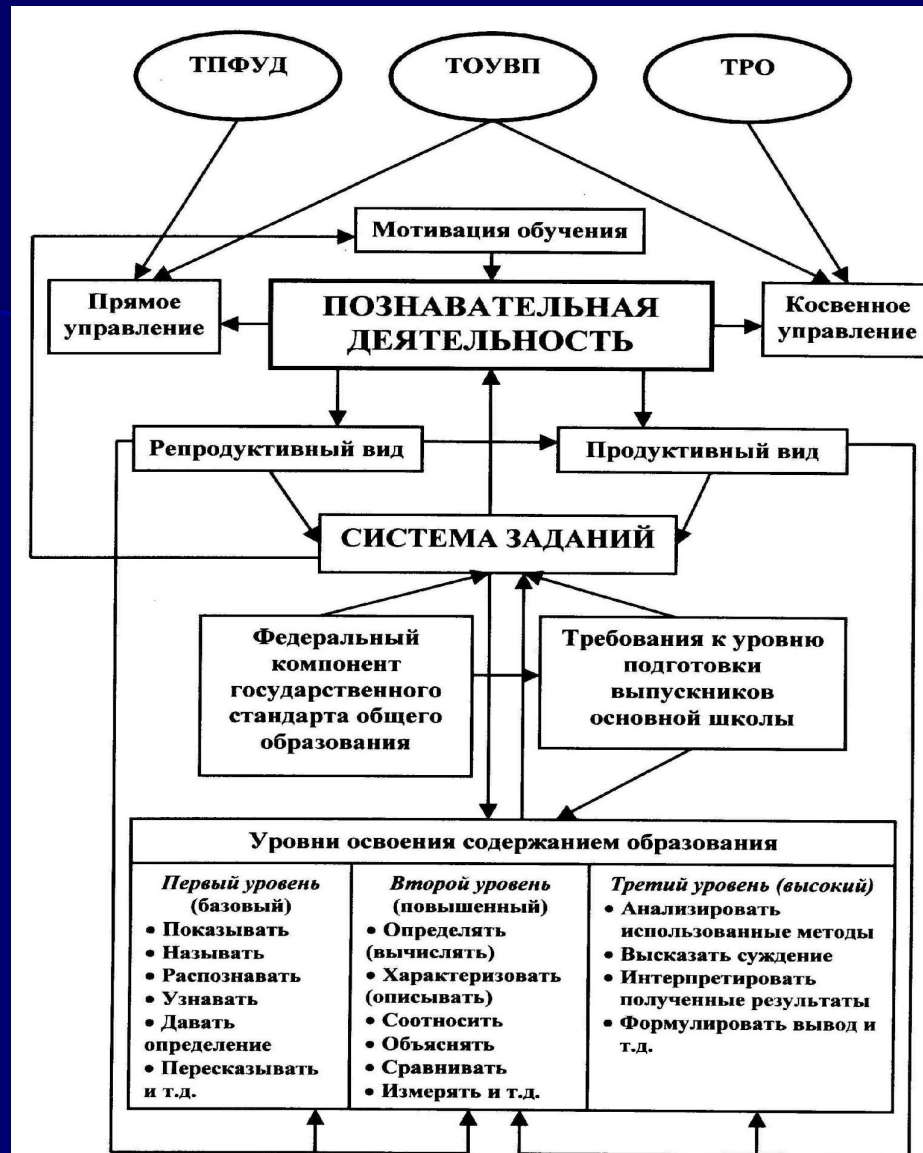 ТПФУД
ТОУВП
ТРО
Мотивация обучения
Прямое
управление
ПОЗНАВАТЕЛЬНАЯ
ДЕЯТЕЛЬНОСТЬ
Косвенное
управление
Репродуктивный вид
Продуктивный вид
СИСТЕМА ЗАДАНИЙ
Федеральный
компонент
государственного
стандарта общего
образования
Требования к уровню
подготовки
выпускников
основной школы
Уровни освоения содержанием образования
Первый уровень
(базовый)
• Показывать
• Называть
• Распознавать
• Узнавать
• Давать
определение
• Пересказывать
и т.д.
Второй уровень
(повышенный)
• Определять
(вычислять)
• Характеризовать
(описывать)
• Соотносить
• Объяснять
• Сравнивать
• Измерять и т.д.
Третий уровень (высокий)
• Анализировать
использованные методы
• Высказать суждение
• Интерпретировать
полученные результаты
• Формулировать вывод и
т.д.